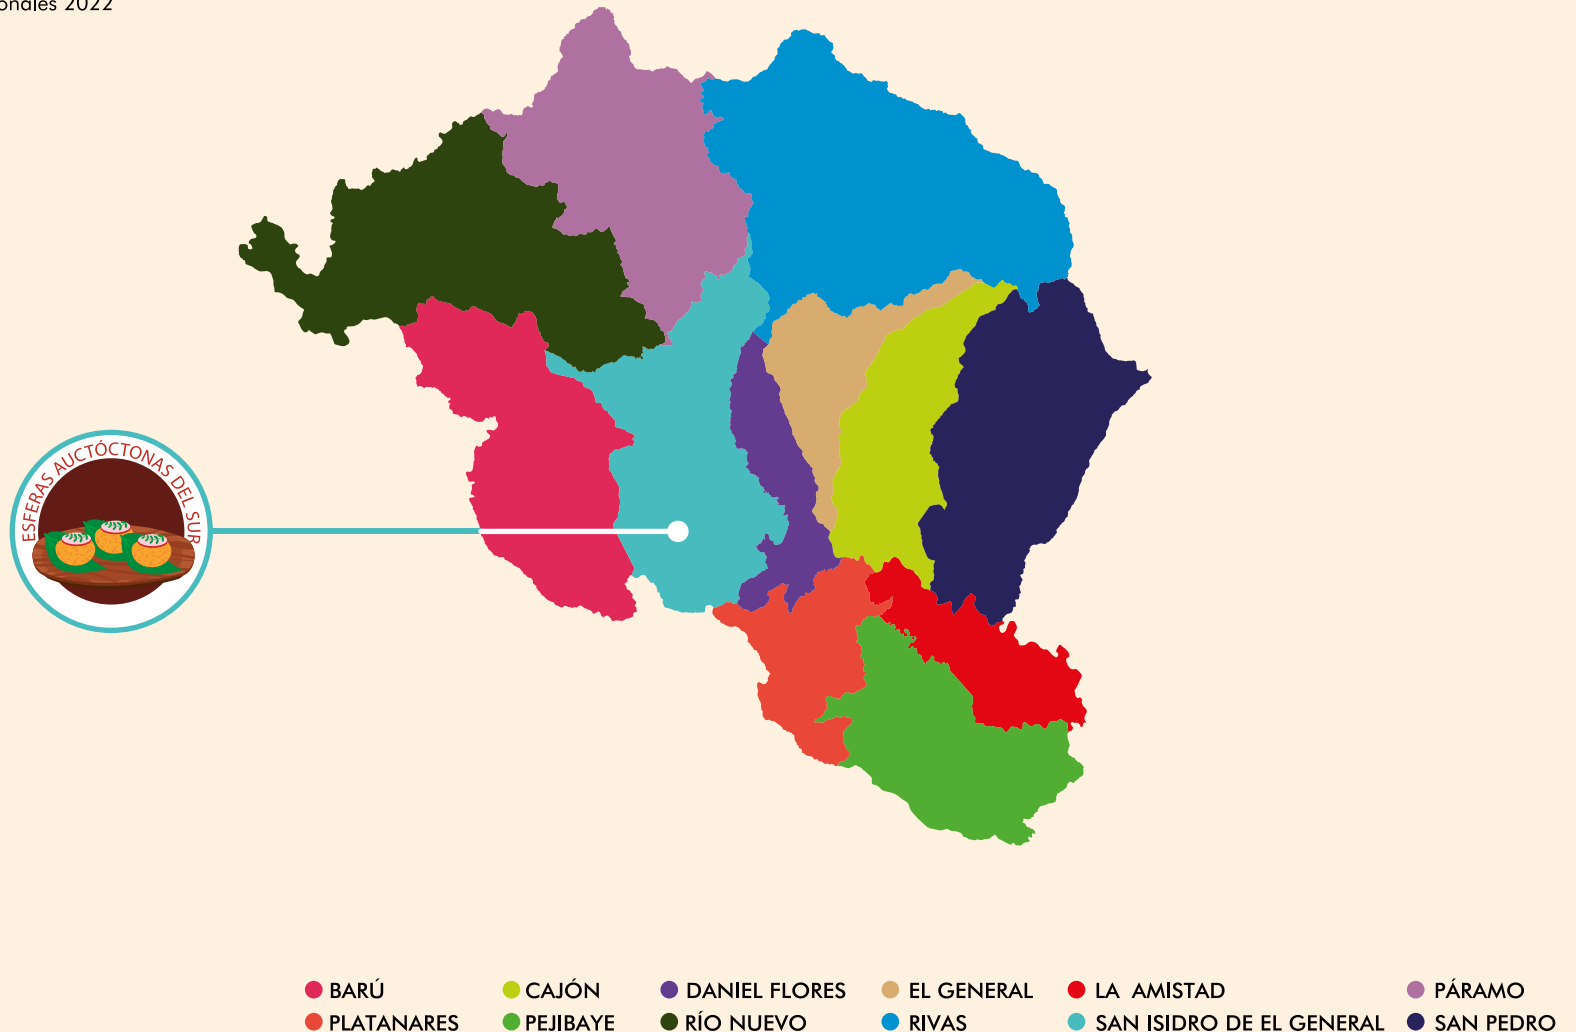 onales 2022
ESFERAS AUCTÓCTONAS DEL SUR
BARÚ
CAJÓN
DANIEL FLORES
EL GENERAL
LA AMISTAD
PÁRAMO
PLATANARES
PEJIBAYE
RÍO NUEVO
RIVAS
SAN ISIDRO DE EL GENERAL
SAN PEDRO